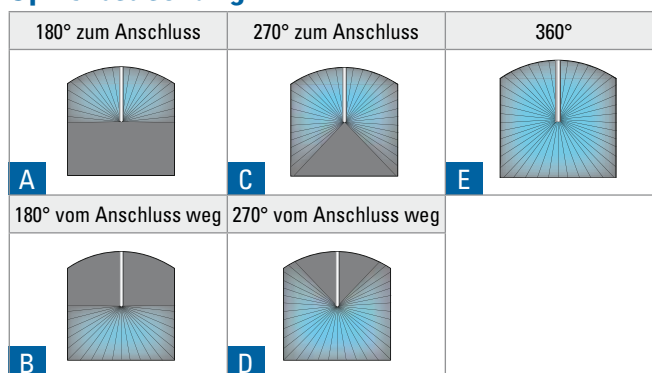 180° zum Anschluss
270° zum Anschluss
360°
A
C
E
180° vom Anschluss weg
270° vom Anschluss weg
B
D